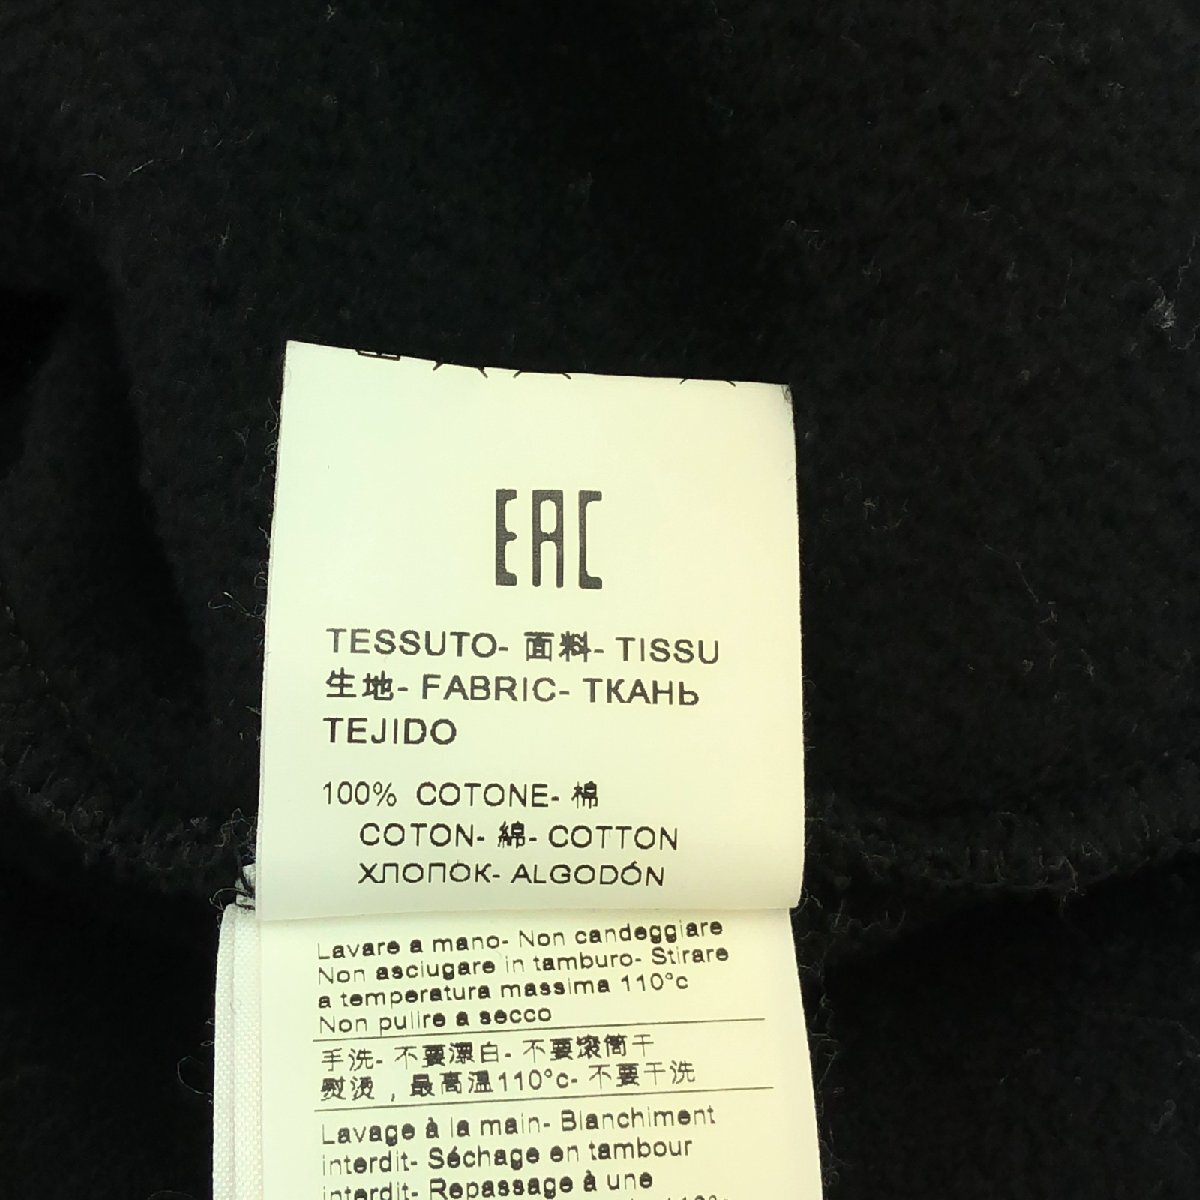 EAC
TESSUTO- 面料- TISSU
生地- FABRIC- ТКАНЬ
TEJIDO
100% COTONE- 棉
COTON- 綿- COTTON
ХЛОПОК- ALGODÓN
Lavare a mano- Non candeggiare
Non asciugare in tamburo- Stirare
a temperatura massima 110°c
Non pulire a secco
手洗- 不要漂白- 不要滚筒干
熨烫，最高温110°c- 不要干洗
Lavage à la main- Blanchiment
interdit- Séchage en tambour
interdit- Repassage à une